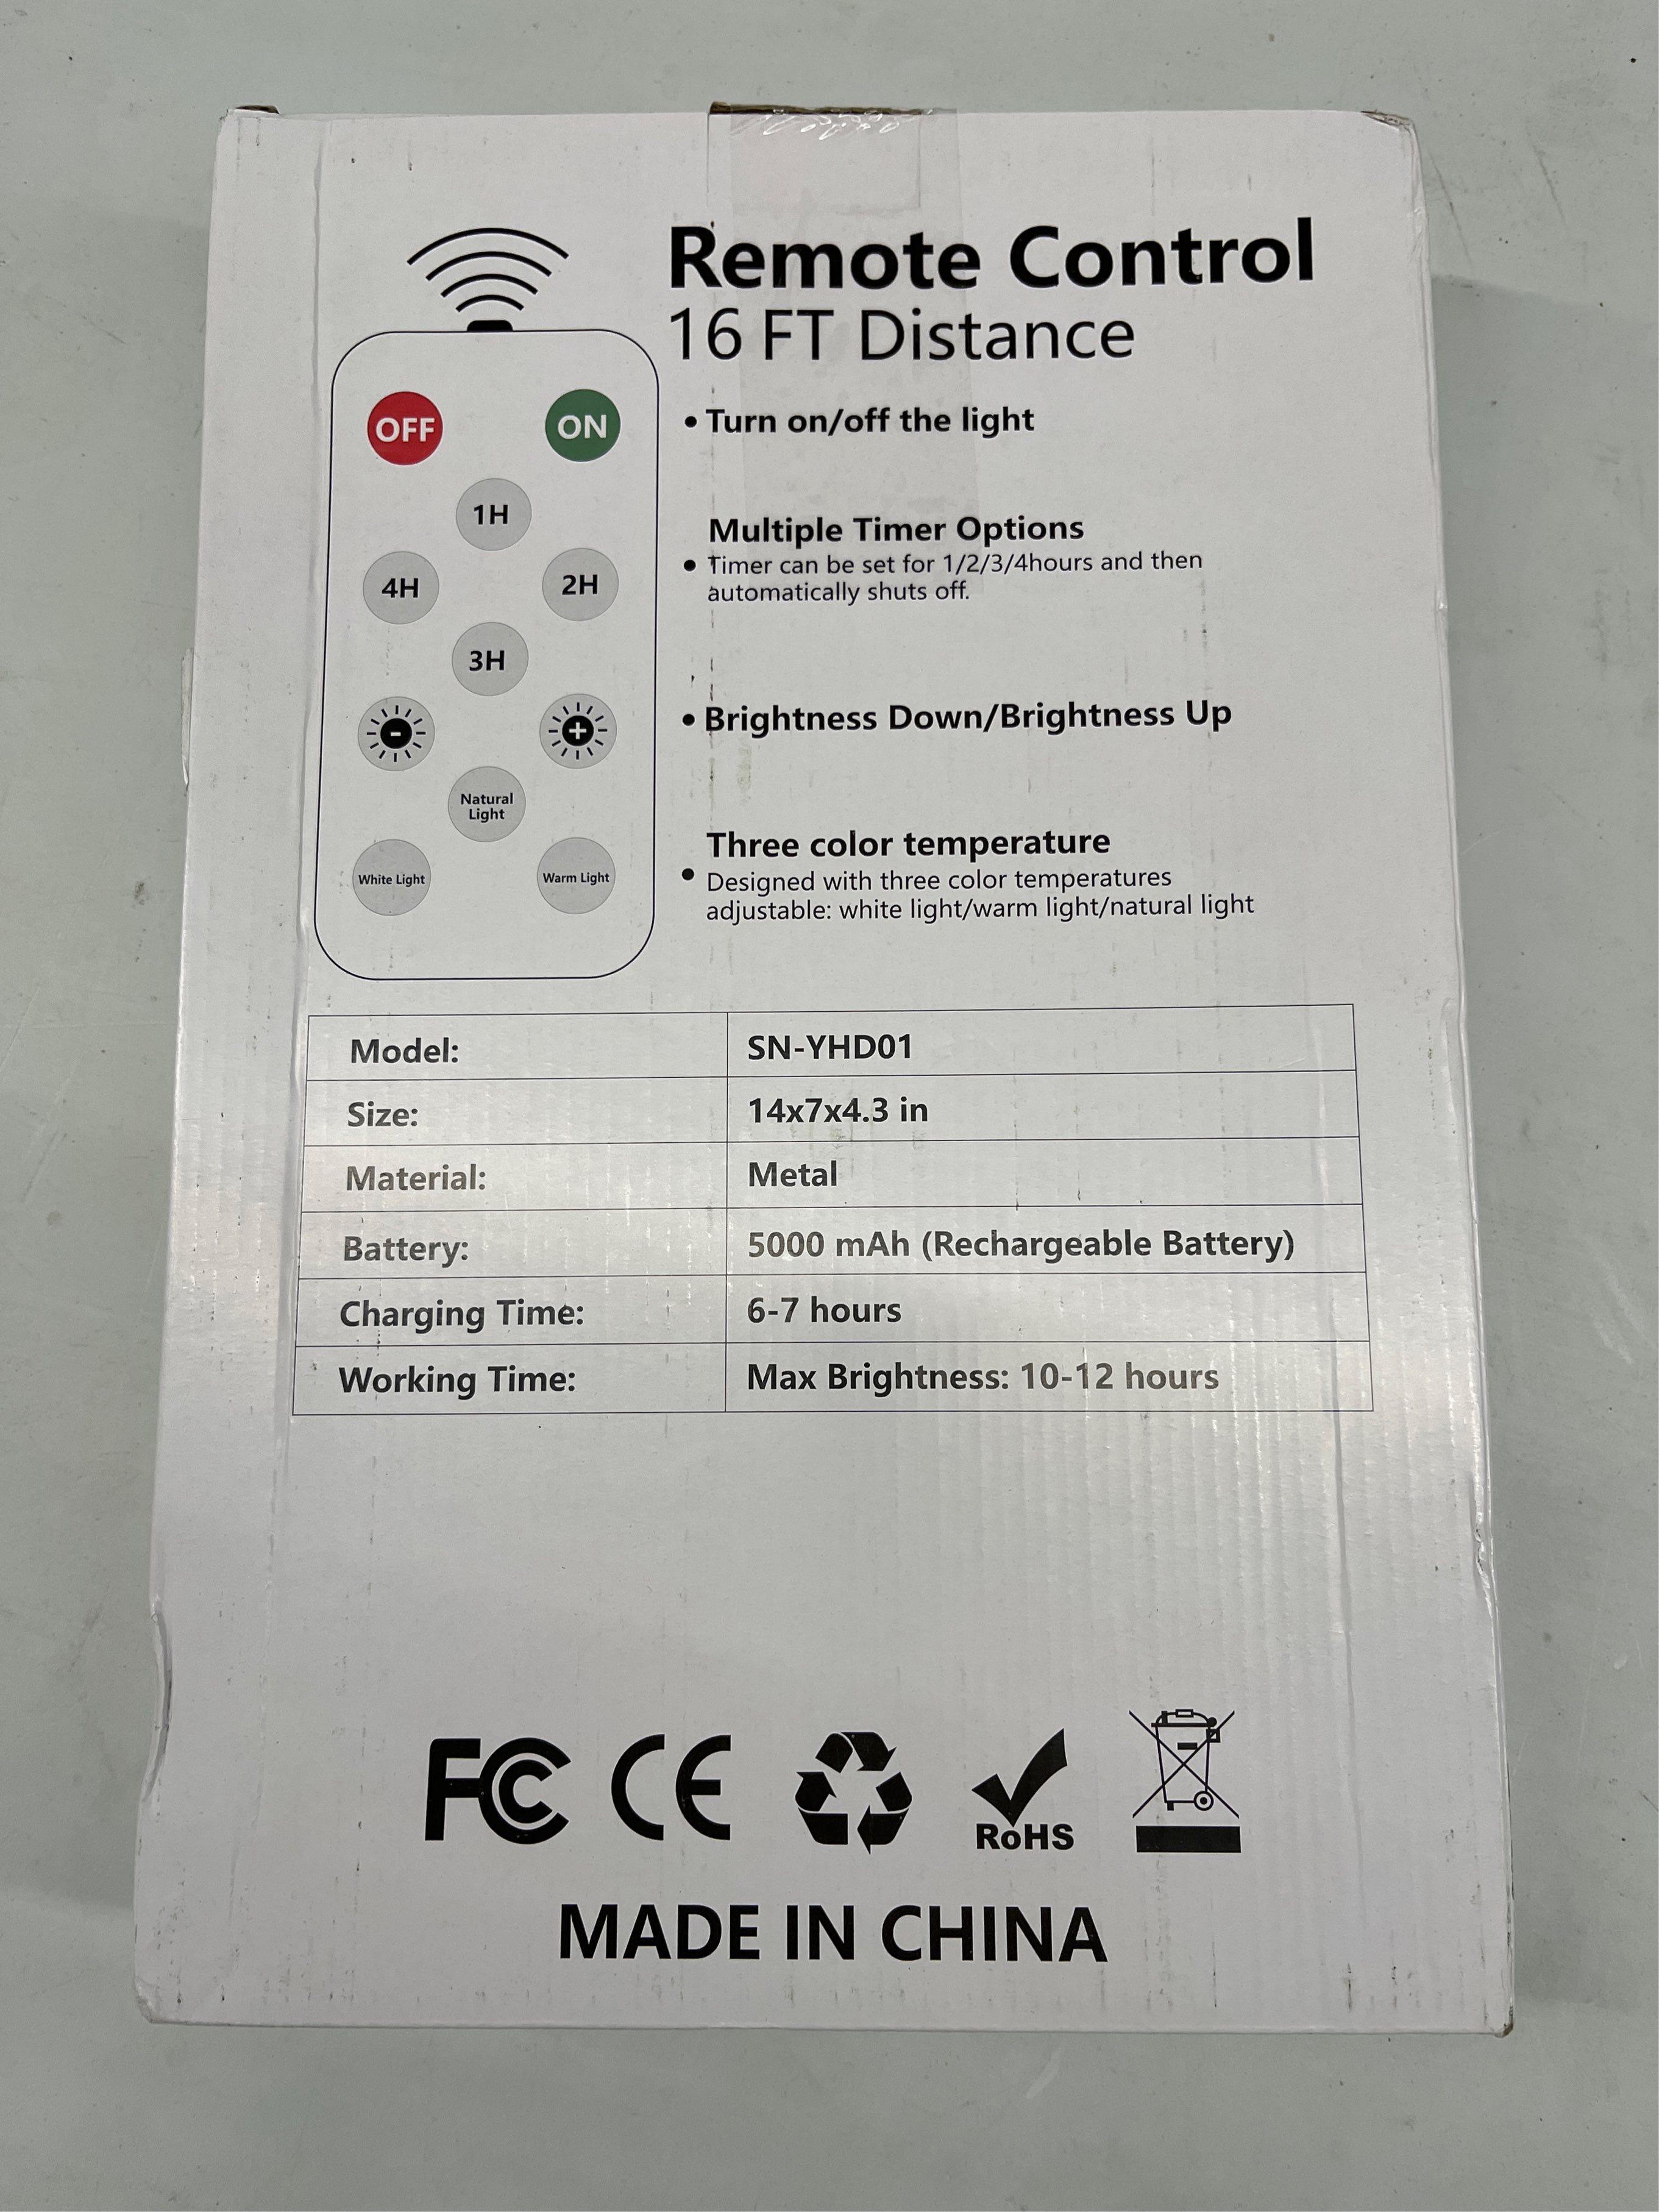 Remote Control
16 FT Distance
OFF
ON
• Turn on/off the light
1H
4H
2H
3H
Multiple Timer Options
• Timer can be set for 1/2/3/4hours and then
automatically shuts off.
-
+
• Brightness Down/Brightness Up
Natural
Light
White Light
Warm Light
Three color temperature
• Designed with three color temperatures
adjustable: white light/warm light/natural light
Model: SN-YHD01
Size: 14x7x4.3 in
Material: Metal
Battery: 5000 mAh (Rechargeable Battery)
Charging Time: 6-7 hours
Working Time: Max Brightness: 10-12 hours
FC CE RoHS
MADE IN CHINA